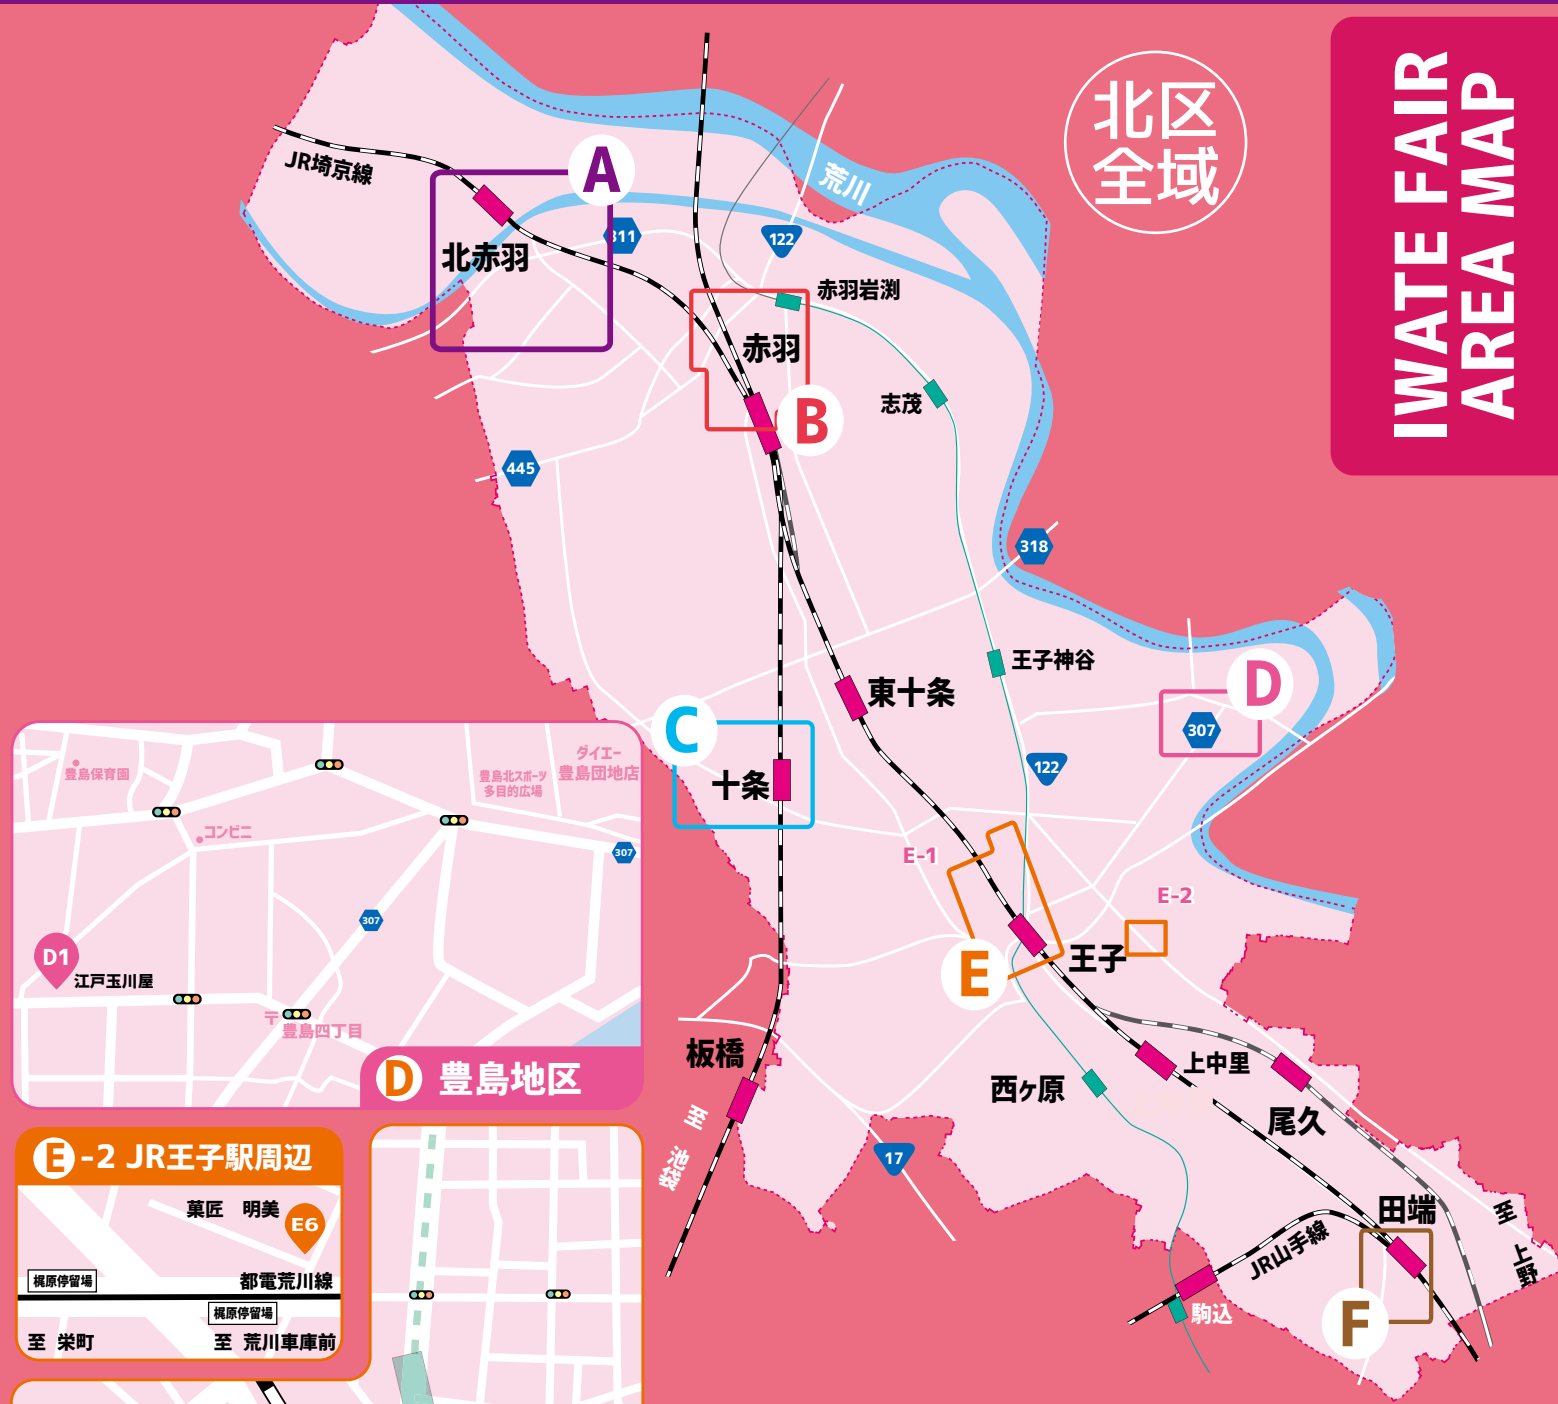 IWATE FAIR
AREA MAP
北区
全域
荒川
JR埼京線
A
311
122
北赤羽
赤羽岩渕
赤羽
志茂
B
445
318
王子神谷
東十条
D
307
C
十条
122
E-1
E-2
王子
E
板橋
至 池袋
西ヶ原
上中里
尾久
17
田端
至 上野
JR山手線
駒込
F
豊島保育園
コンビニ
豊島北スポーツ
多目的広場
ダイエー
豊島団地店
307
307
D1
江戸玉川屋
〒
豊島四丁目
D 豊島地区
E-2 JR王子駅周辺
菓匠 明美
E6
梶原停留場
都電荒川線
梶原停留場
至 栄町
至 荒川車庫前